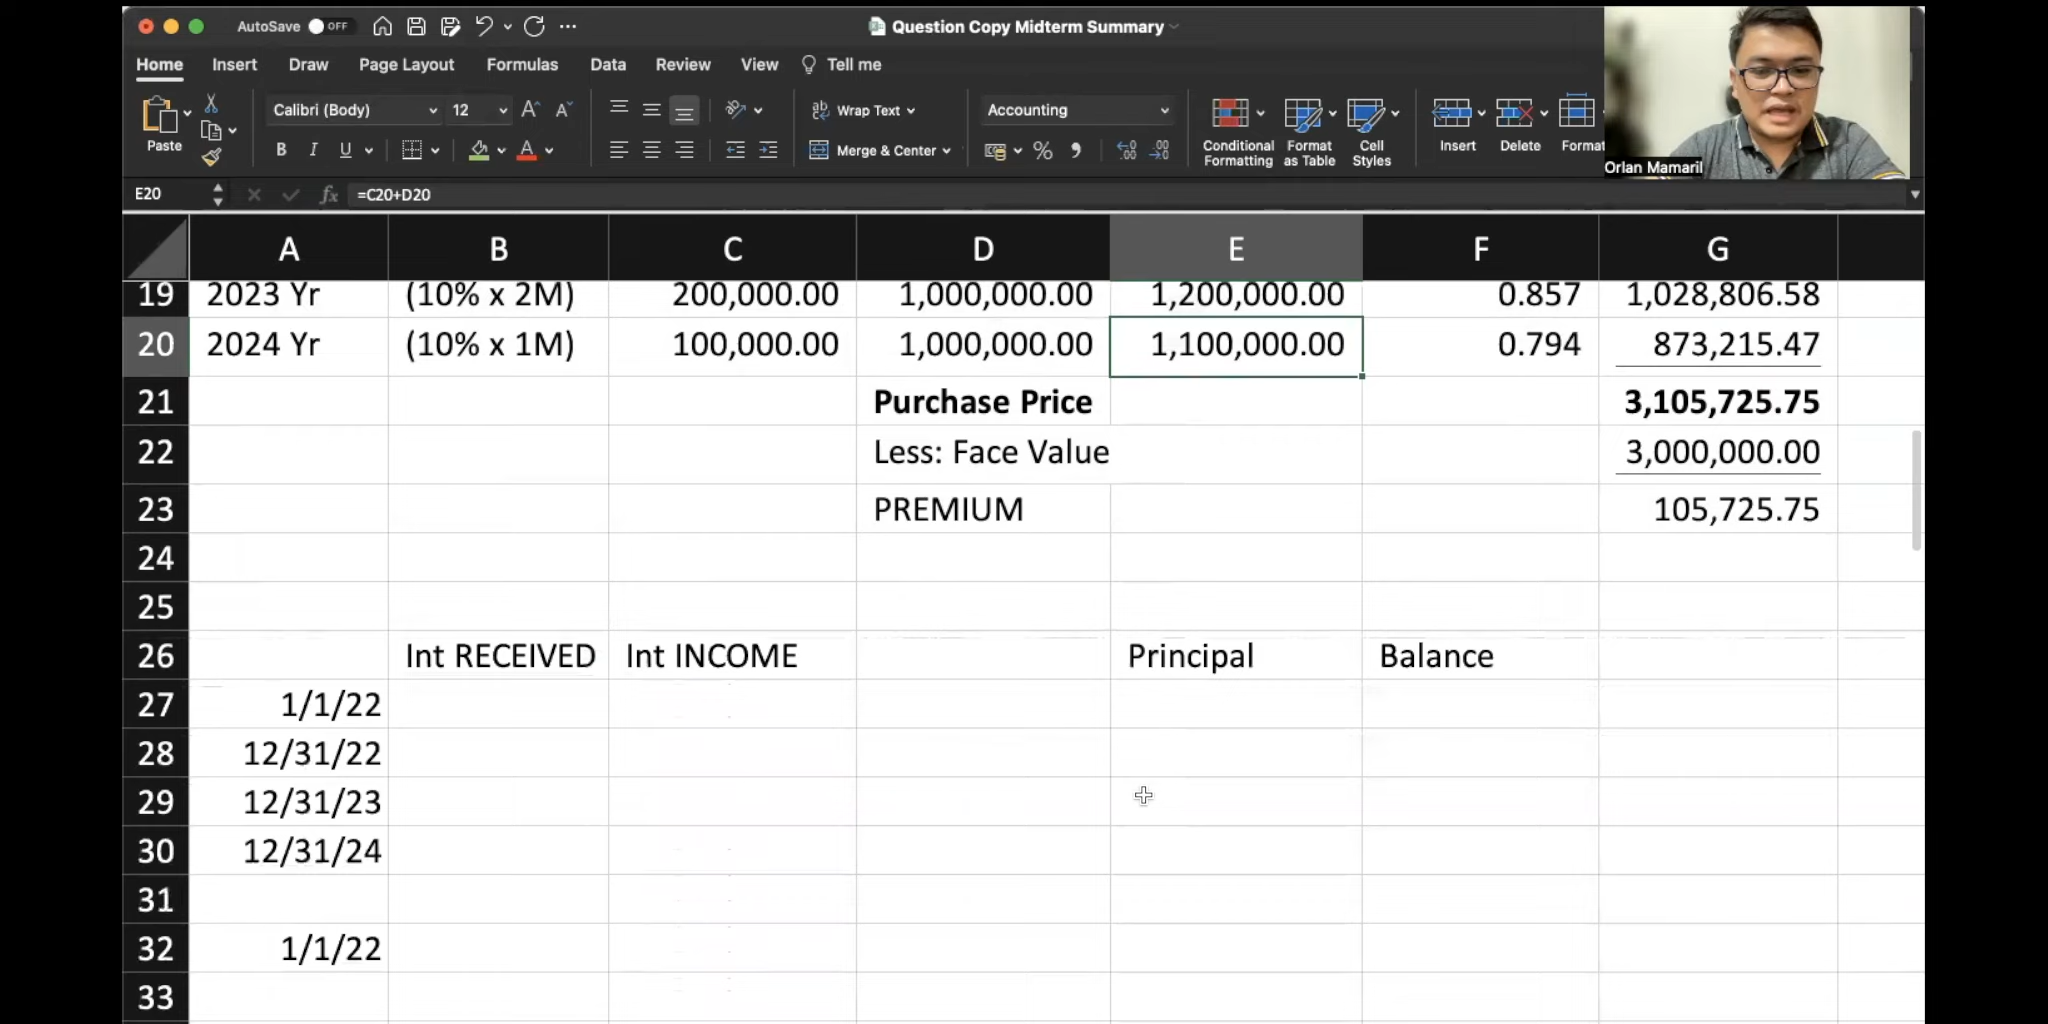 AutoSave OFF Question Copy Midterm Summary
Home Insert Draw Page Layout Formulas Data Review View Tell me
Paste Calibri (Body) 12 A A ab Wrap Text Accounting Conditional Formatting Format as Table Cell Styles Insert Delete Format
B I U A Merge & Center % 9
Orlan Mamaril
E20 fx =C20+D20
A B C D E F G
19 2023 Yr (10% x 2M) 200,000.00 1,000,000.00 1,200,000.00 0.857 1,028,806.58
20 2024 Yr (10% x 1M) 100,000.00 1,000,000.00 1,100,000.00 0.794 873,215.47
21 Purchase Price 3,105,725.75
22 Less: Face Value 3,000,000.00
23 PREMIUM 105,725.75
24
25
26 Int RECEIVED Int INCOME Principal Balance
27 1/1/22
28 12/31/22
29 12/31/23
30 12/31/24
31
32 1/1/22
33